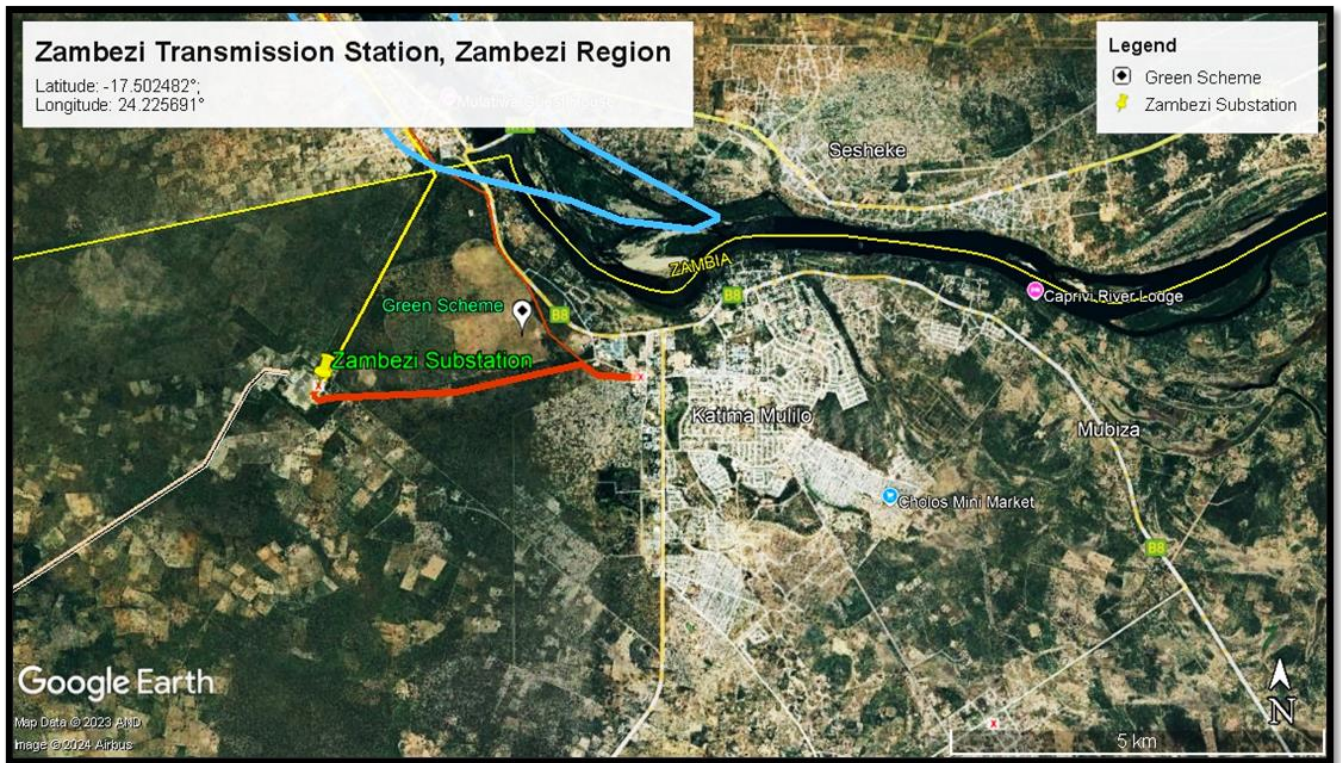 Zambezi Transmission Station, Zambezi Region
Latitude: -17.502482°;
Longitude: 24.225691°
Legend
Green Scheme
Zambezi Substation
Sesheke
ZAMBIA
B8
Caprivi River Lodge
Green Scheme
B8
Zambezi Substation
x
x
Katima Mulilo
Mubiza
Cholos Mini Market
B8
Google Earth
Map Data © 2023 AND
Image © 2024 Airbus
x
N
5 km